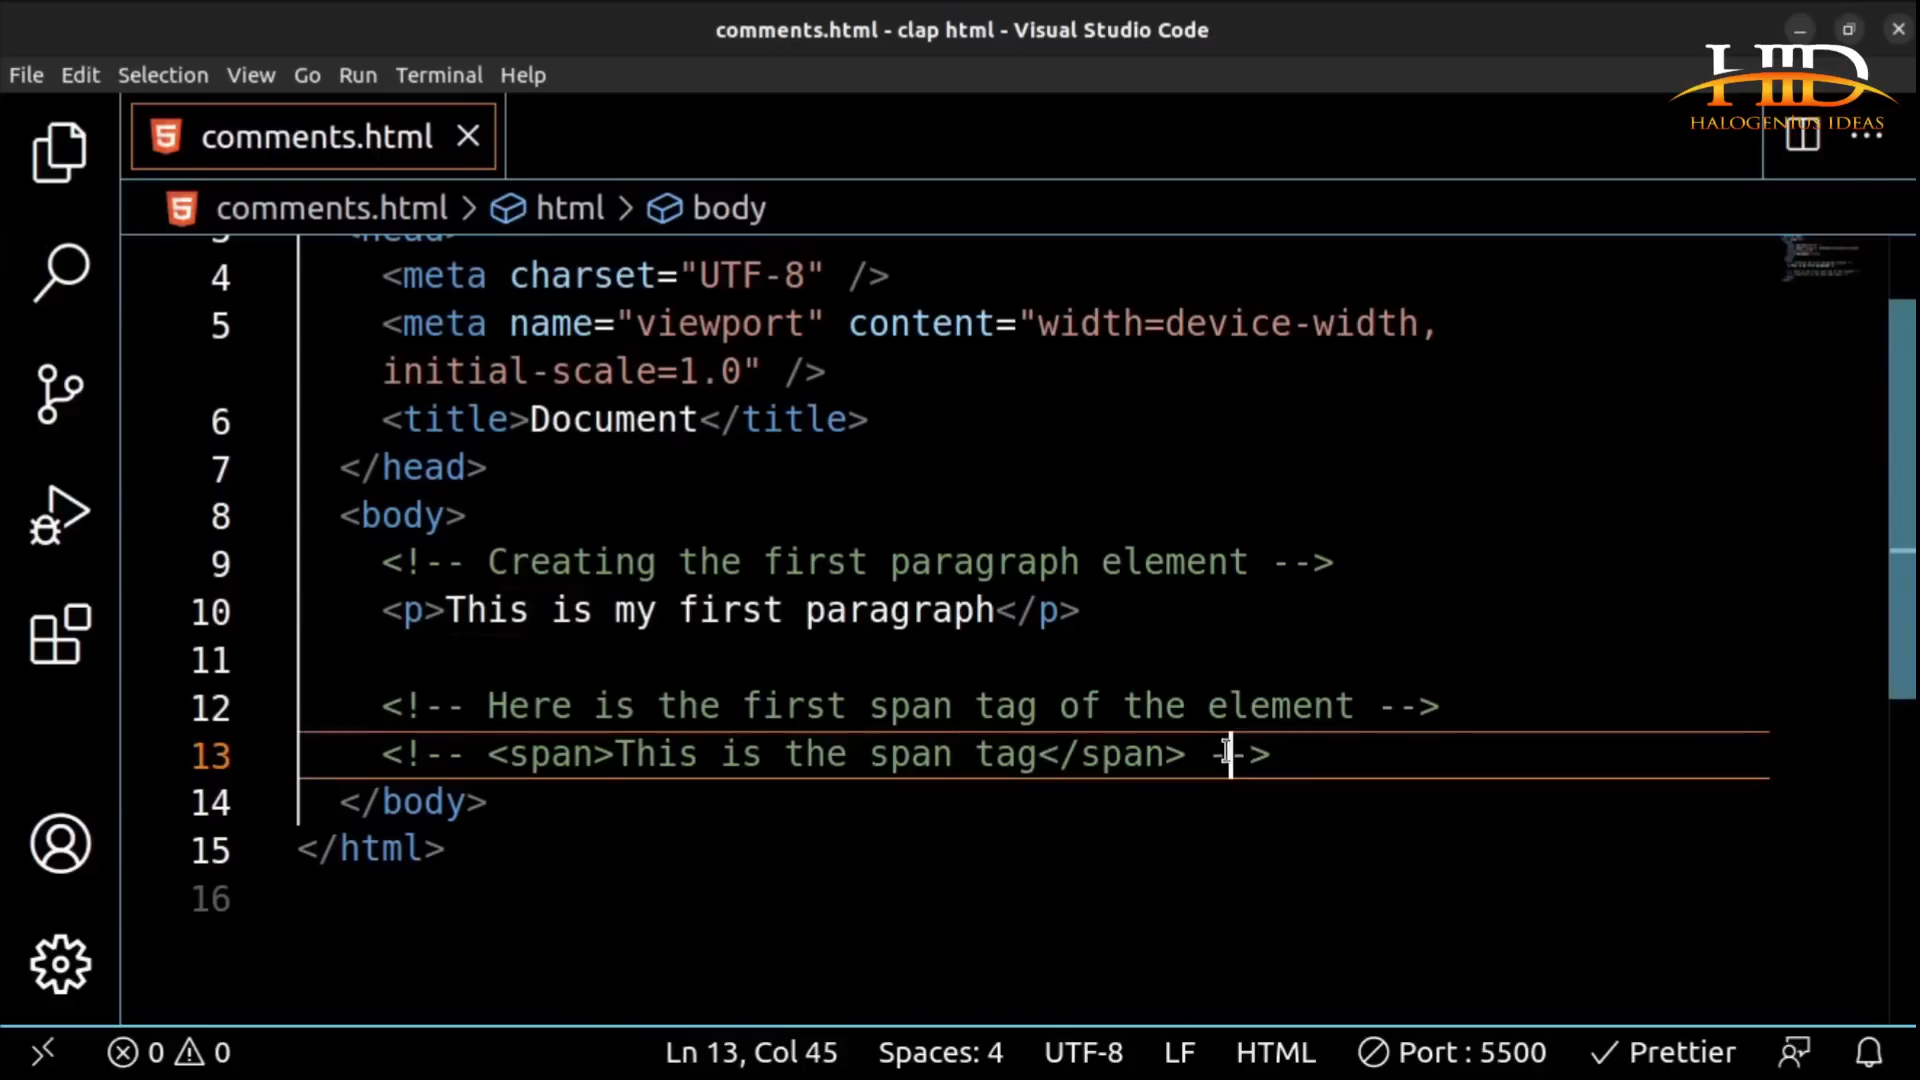 comments.html - clap html - Visual Studio Code
File Edit Selection View Go Run Terminal Help
HID
HALOGENIUS IDEAS
comments.html
comments.html > html > body
3 <head>
4 <meta charset="UTF-8" />
5 <meta name="viewport" content="width=device-width,
initial-scale=1.0" />
6 <title>Document</title>
7 </head>
8 <body>
9 <!-- Creating the first paragraph element -->
10 <p>This is my first paragraph</p>
11
12 <!-- Here is the first span tag of the element -->
13 <!-- <span>This is the span tag</span> -->
14 </body>
15 </html>
16
0 0 Ln 13, Col 45 Spaces: 4 UTF-8 LF HTML Port : 5500 Prettier